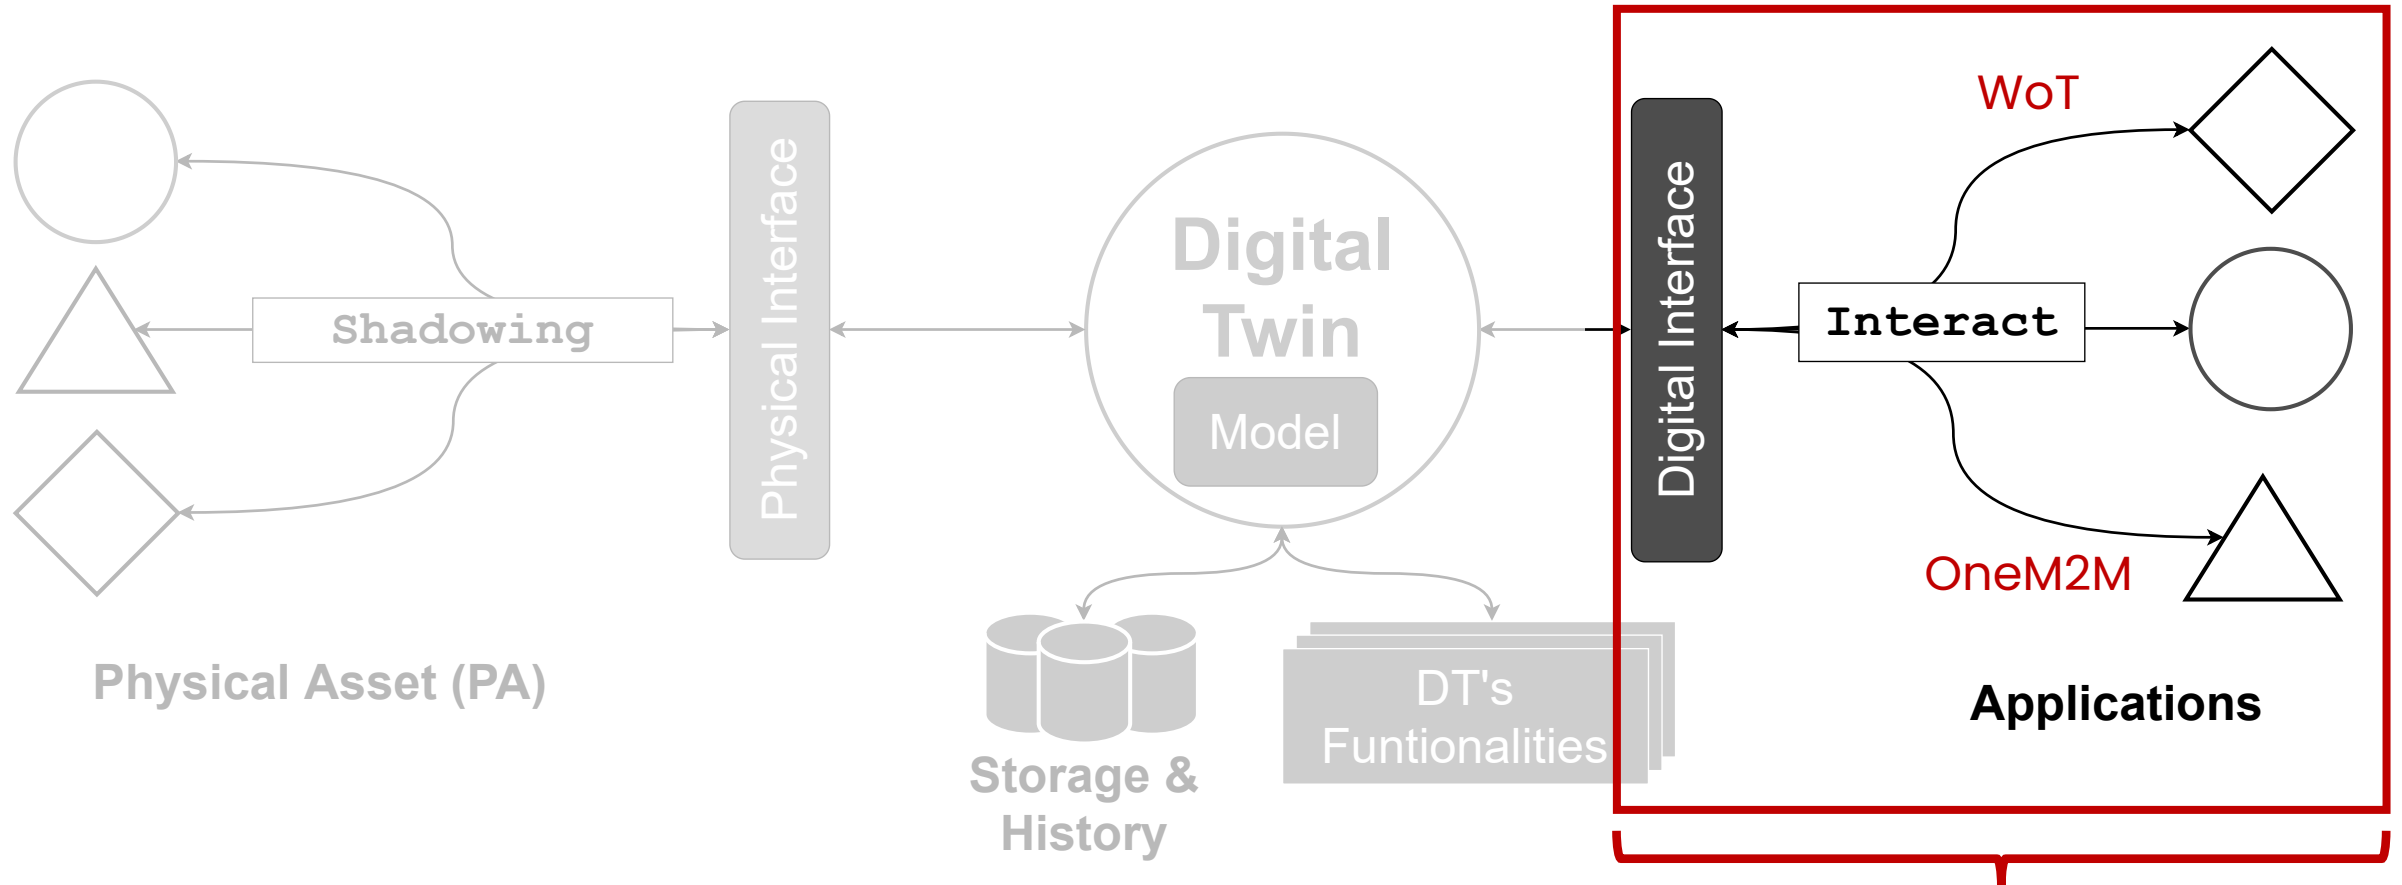 WoT
Physical Interface
Digital Interface
Digital
Twin
Shadowing
Interact
Model
OneM2M
Physical Asset (PA)
DT's
Funtionalities
Applications
Storage &
History